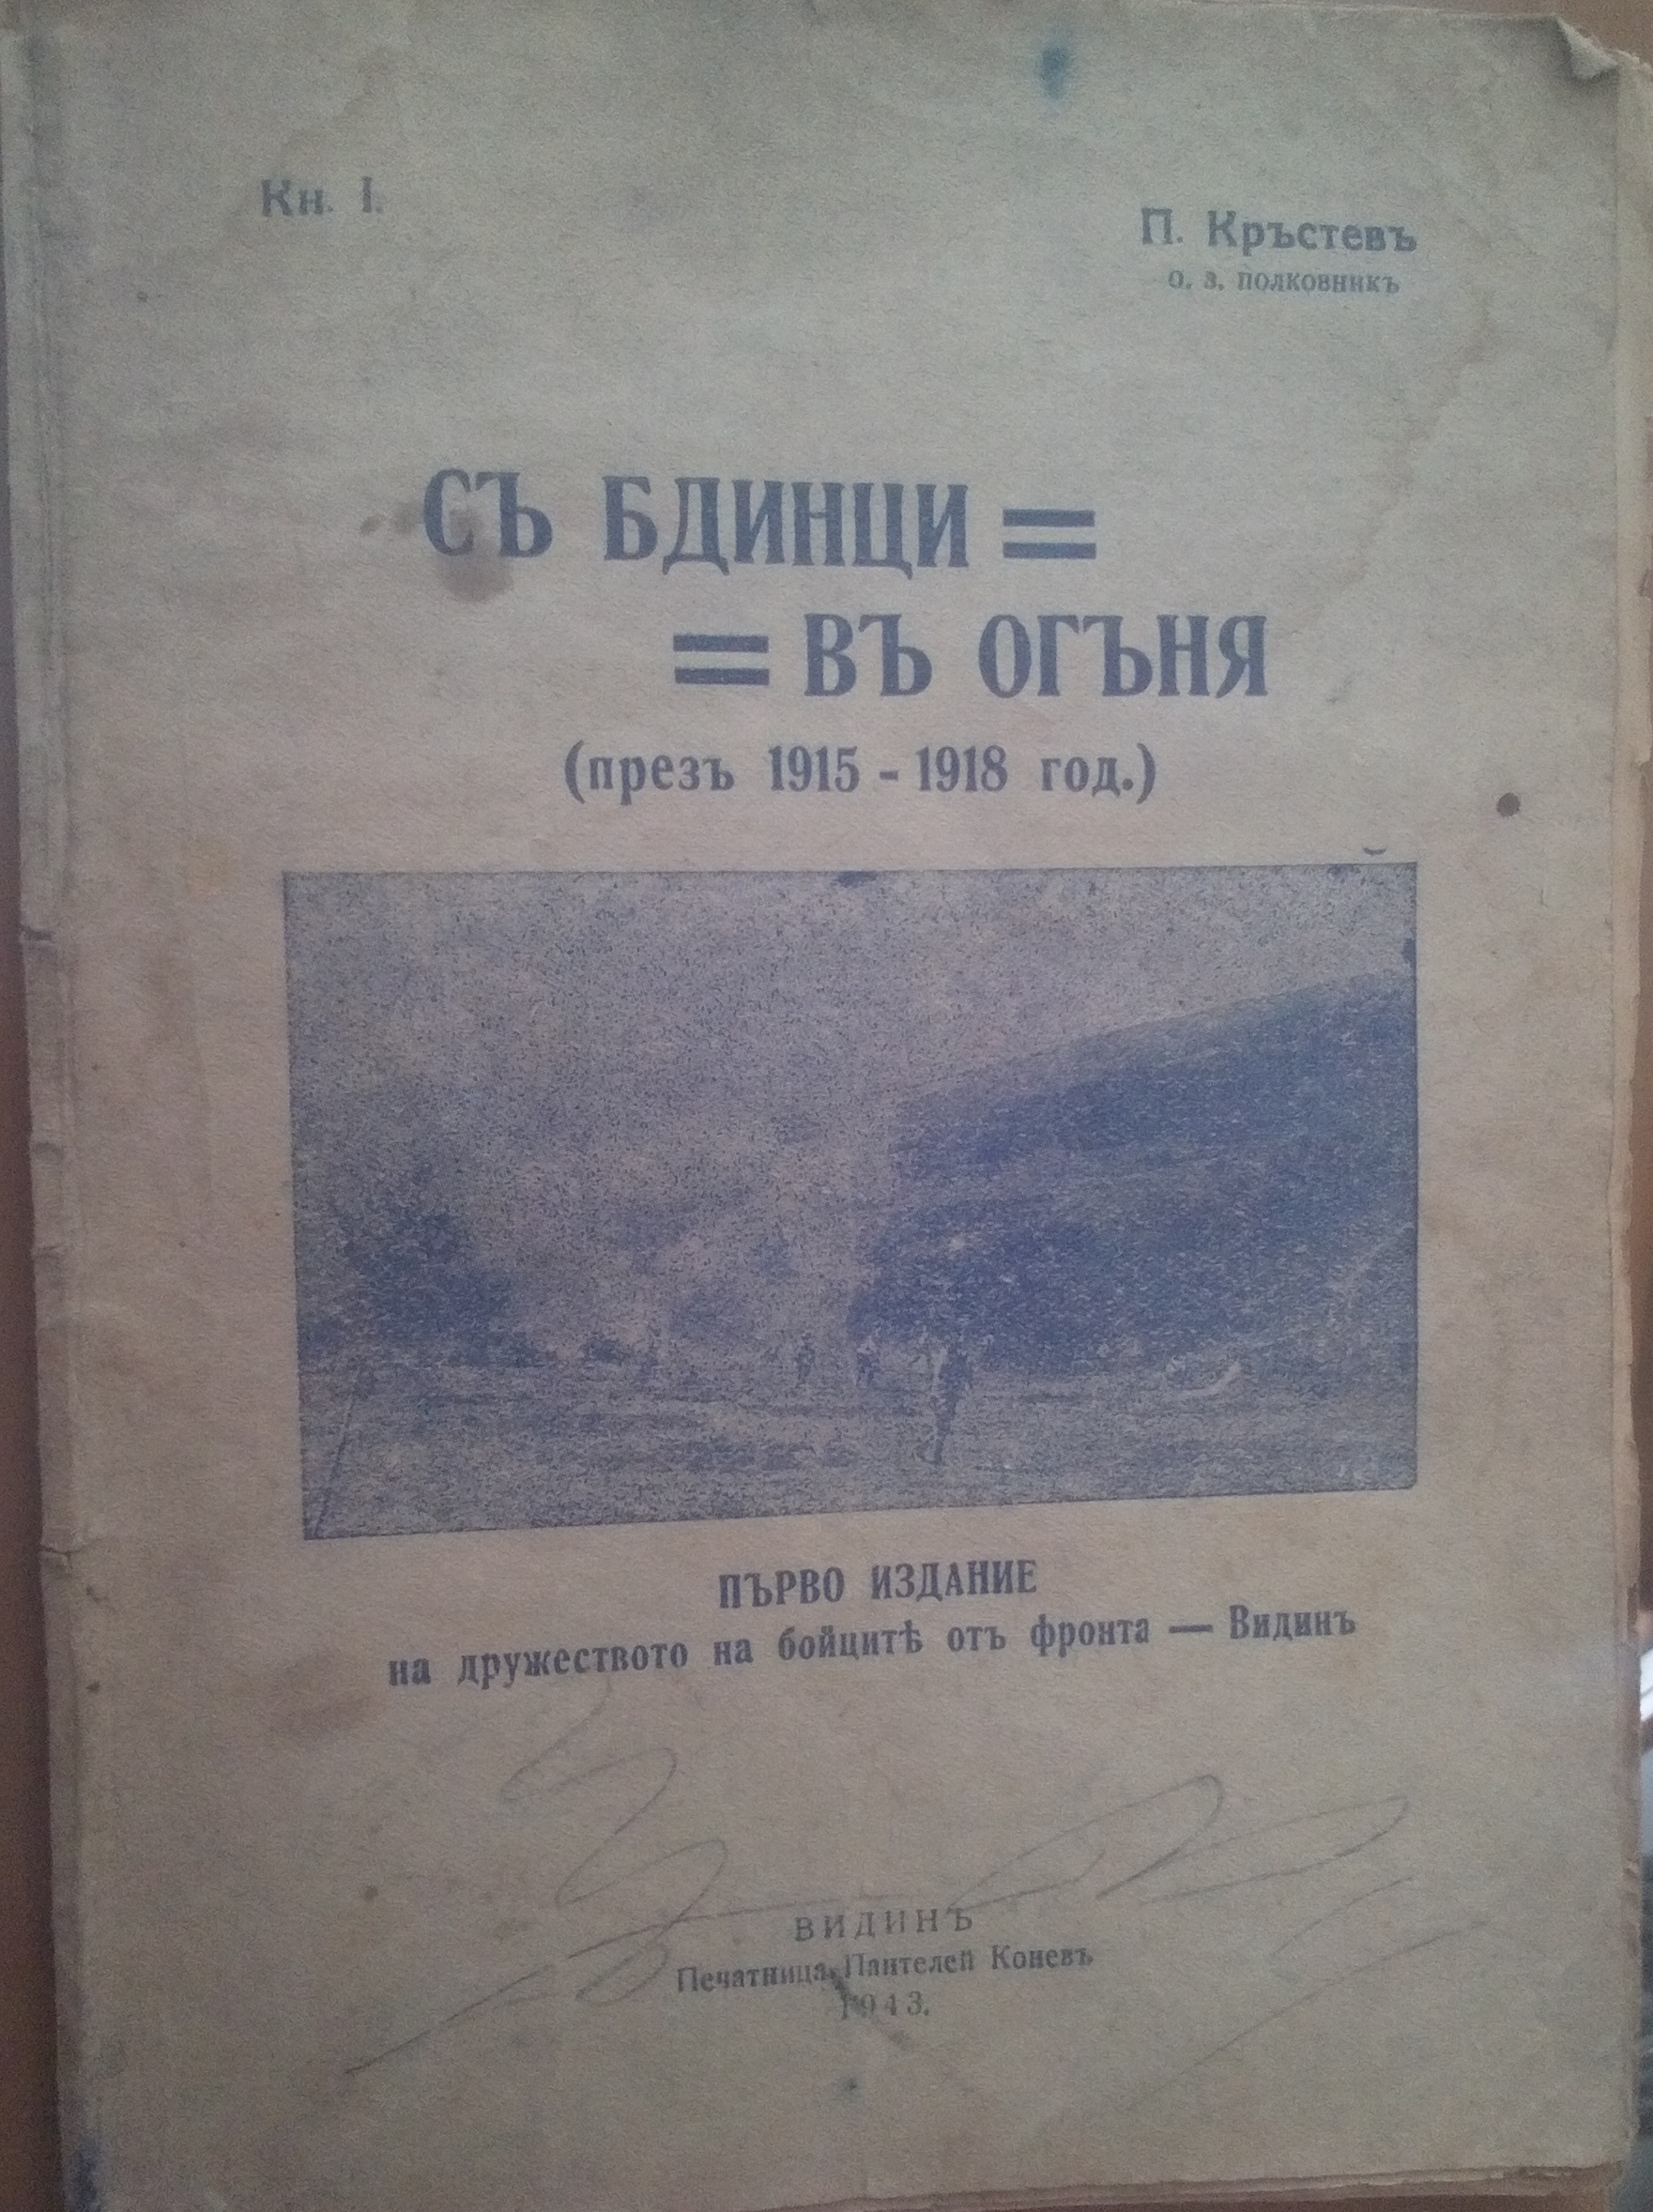 Кн. I.
П. Кръстевъ
о. з. полковникъ
СЪ БДИНЦИ =
= ВЪ ОГЪНЯ
(презъ 1915 - 1918 год.)
ПЪРВО ИЗДАНИЕ
на дружеството на бойцитѣ отъ фронта — Видинъ
ВИДИНЪ
Печатница Пантелей Коневъ
1943.